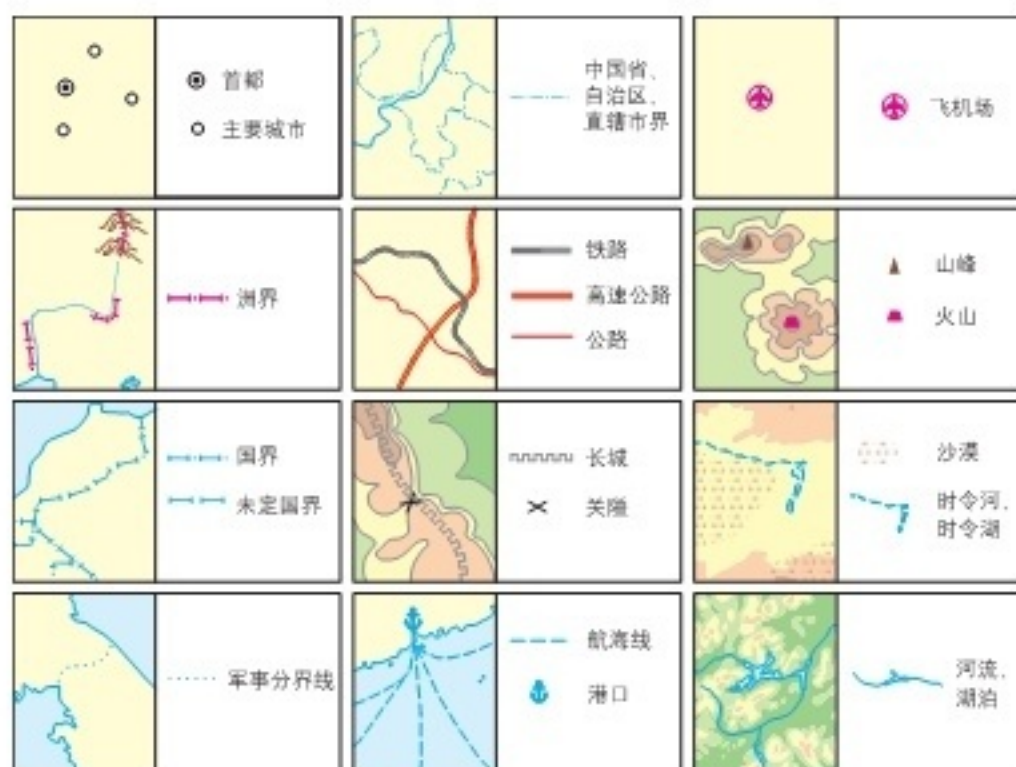 首都
主要城市
中国省、
自治区、
直辖市界
飞机场
洲界
铁路
高速公路
公路
山峰
火山
国界
未定国界
长城
关隘
沙漠
时令河、
时令湖
军事分界线
航海线
港口
河流、
湖泊